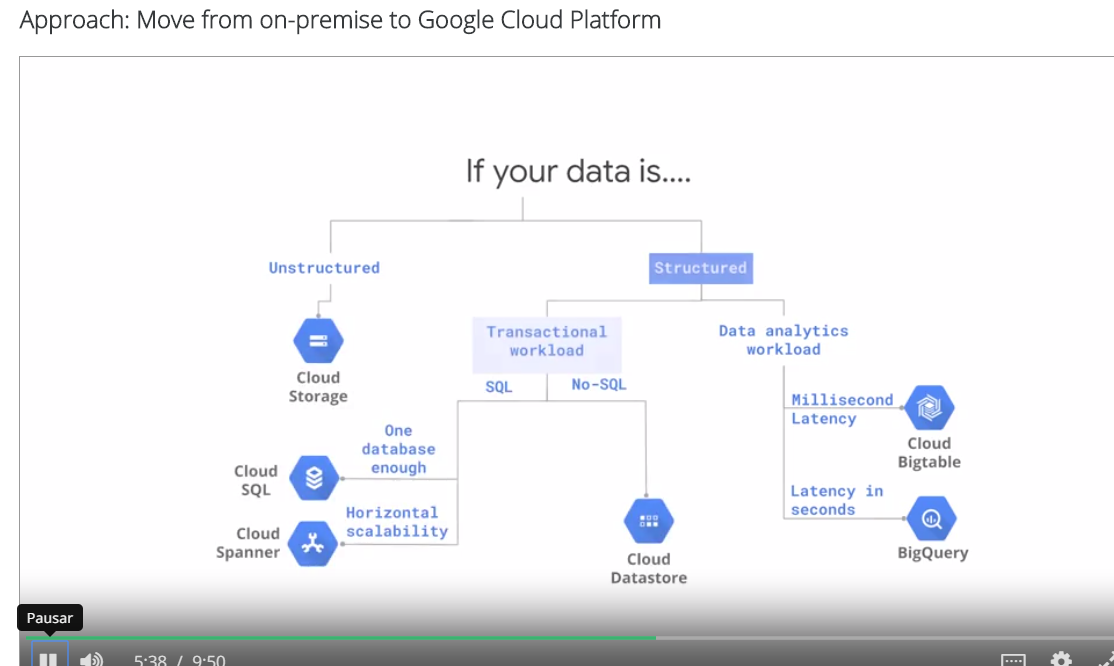 Approach: Move from on-premise to Google Cloud Platform
If your data is....
Unstructured
Structured
Cloud
Storage
Transactional
workload
Data analytics
workload
SQL
No-SQL
One
database
enough
Cloud
SQL
Horizontal
scalability
Cloud
Spanner
Cloud
Datastore
Millisecond
Latency
Cloud
Bigtable
Latency in
seconds
BigQuery
Pausar
5:38 / 9:50